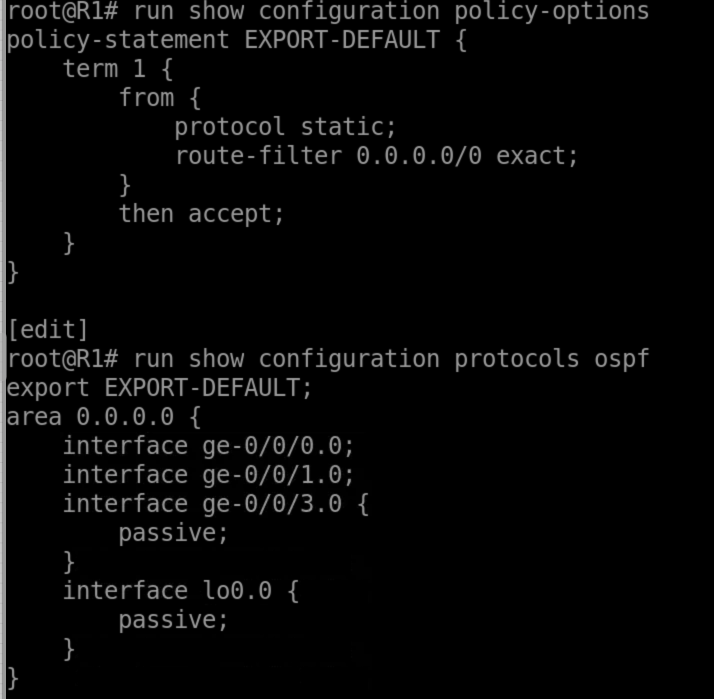 root@R1# run show configuration policy-options
policy-statement EXPORT-DEFAULT {
    term 1 {
        from {
            protocol static;
            route-filter 0.0.0.0/0 exact;
        }
        then accept;
    }
}

[edit]
root@R1# run show configuration protocols ospf
export EXPORT-DEFAULT;
area 0.0.0.0 {
    interface ge-0/0/0.0;
    interface ge-0/0/1.0;
    interface ge-0/0/3.0 {
        passive;
    }
    interface lo0.0 {
        passive;
    }
}